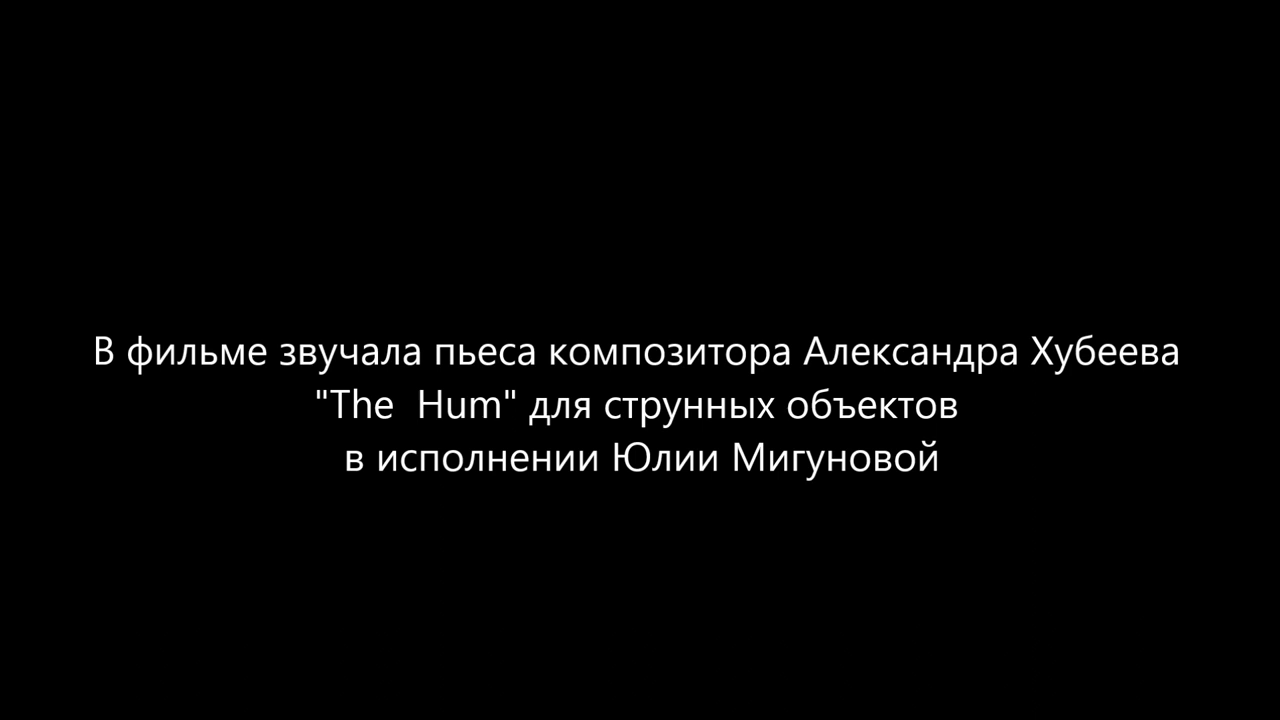 В фильме звучала пьеса композитора Александра Хубеева
"The  Hum" для струнных объектов
в исполнении Юлии Мигуновой